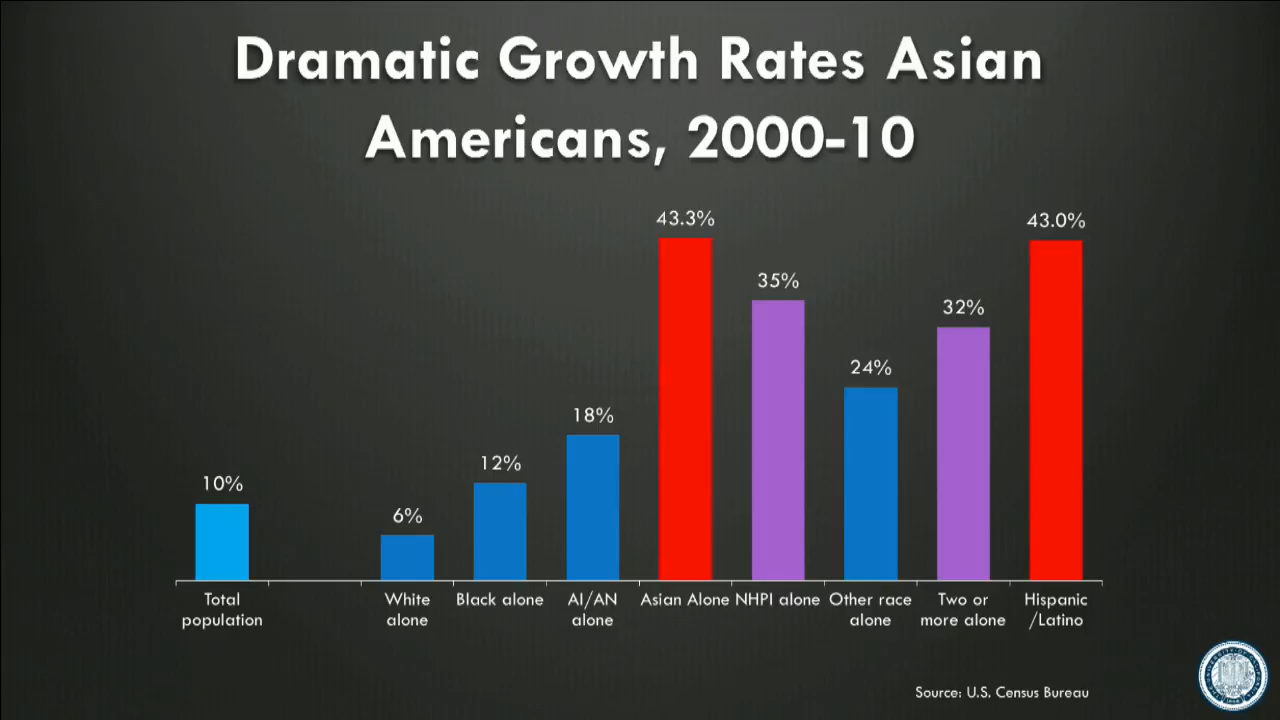 Dramatic Growth Rates Asian
Americans, 2000-10
43.3%
43.0%
35%
32%
24%
18%
12%
10%
6%
Total
population
White
alone
Black alone
AI/AN
alone
Asian Alone
NHPI alone
Other race
alone
Two or
more alone
Hispanic
/Latino
Source: U.S. Census Bureau